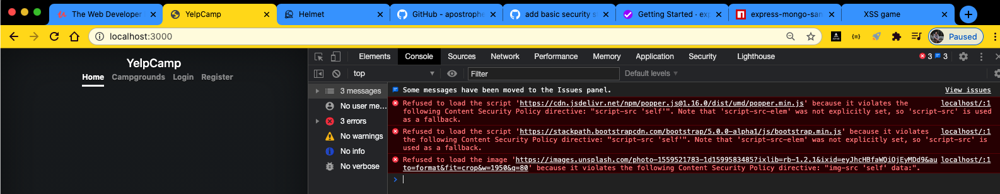 The Web Developer
YelpCamp
Helmet
GitHub - apostrophe
add basic security s
Getting Started · exp
express-mongo-san
XSS game
localhost:3000
Paused
YelpCamp
Home Campgrounds Login Register
Elements Console Sources Network Performance Memory Application Security Lighthouse 3 3
top Filter Default levels
3 messages
No user me...
3 errors
No warnings
No info
No verbose
Some messages have been moved to the Issues panel. View issues
Refused to load the script 'https://cdn.jsdelivr.net/npm/popper.js@1.16.0/dist/umd/popper.min.js' because it violates the localhost/:1
following Content Security Policy directive: "script-src 'self'". Note that 'script-src-elem' was not explicitly set, so 'script-src' is used
as a fallback.
Refused to load the script 'https://stackpath.bootstrapcdn.com/bootstrap/5.0.0-alpha1/js/bootstrap.min.js' because it violates localhost/:1
the following Content Security Policy directive: "script-src 'self'". Note that 'script-src-elem' was not explicitly set, so 'script-src' is
used as a fallback.
Refused to load the image 'https://images.unsplash.com/photo-1559521783-1d1599583485?ixlib=rb-1.2.1&ixid=eyJhcHBfaWQiOjEyMDd9&au localhost/:1
to=format&fit=crop&w=1950&q=80' because it violates the following Content Security Policy directive: "img-src 'self' data:".